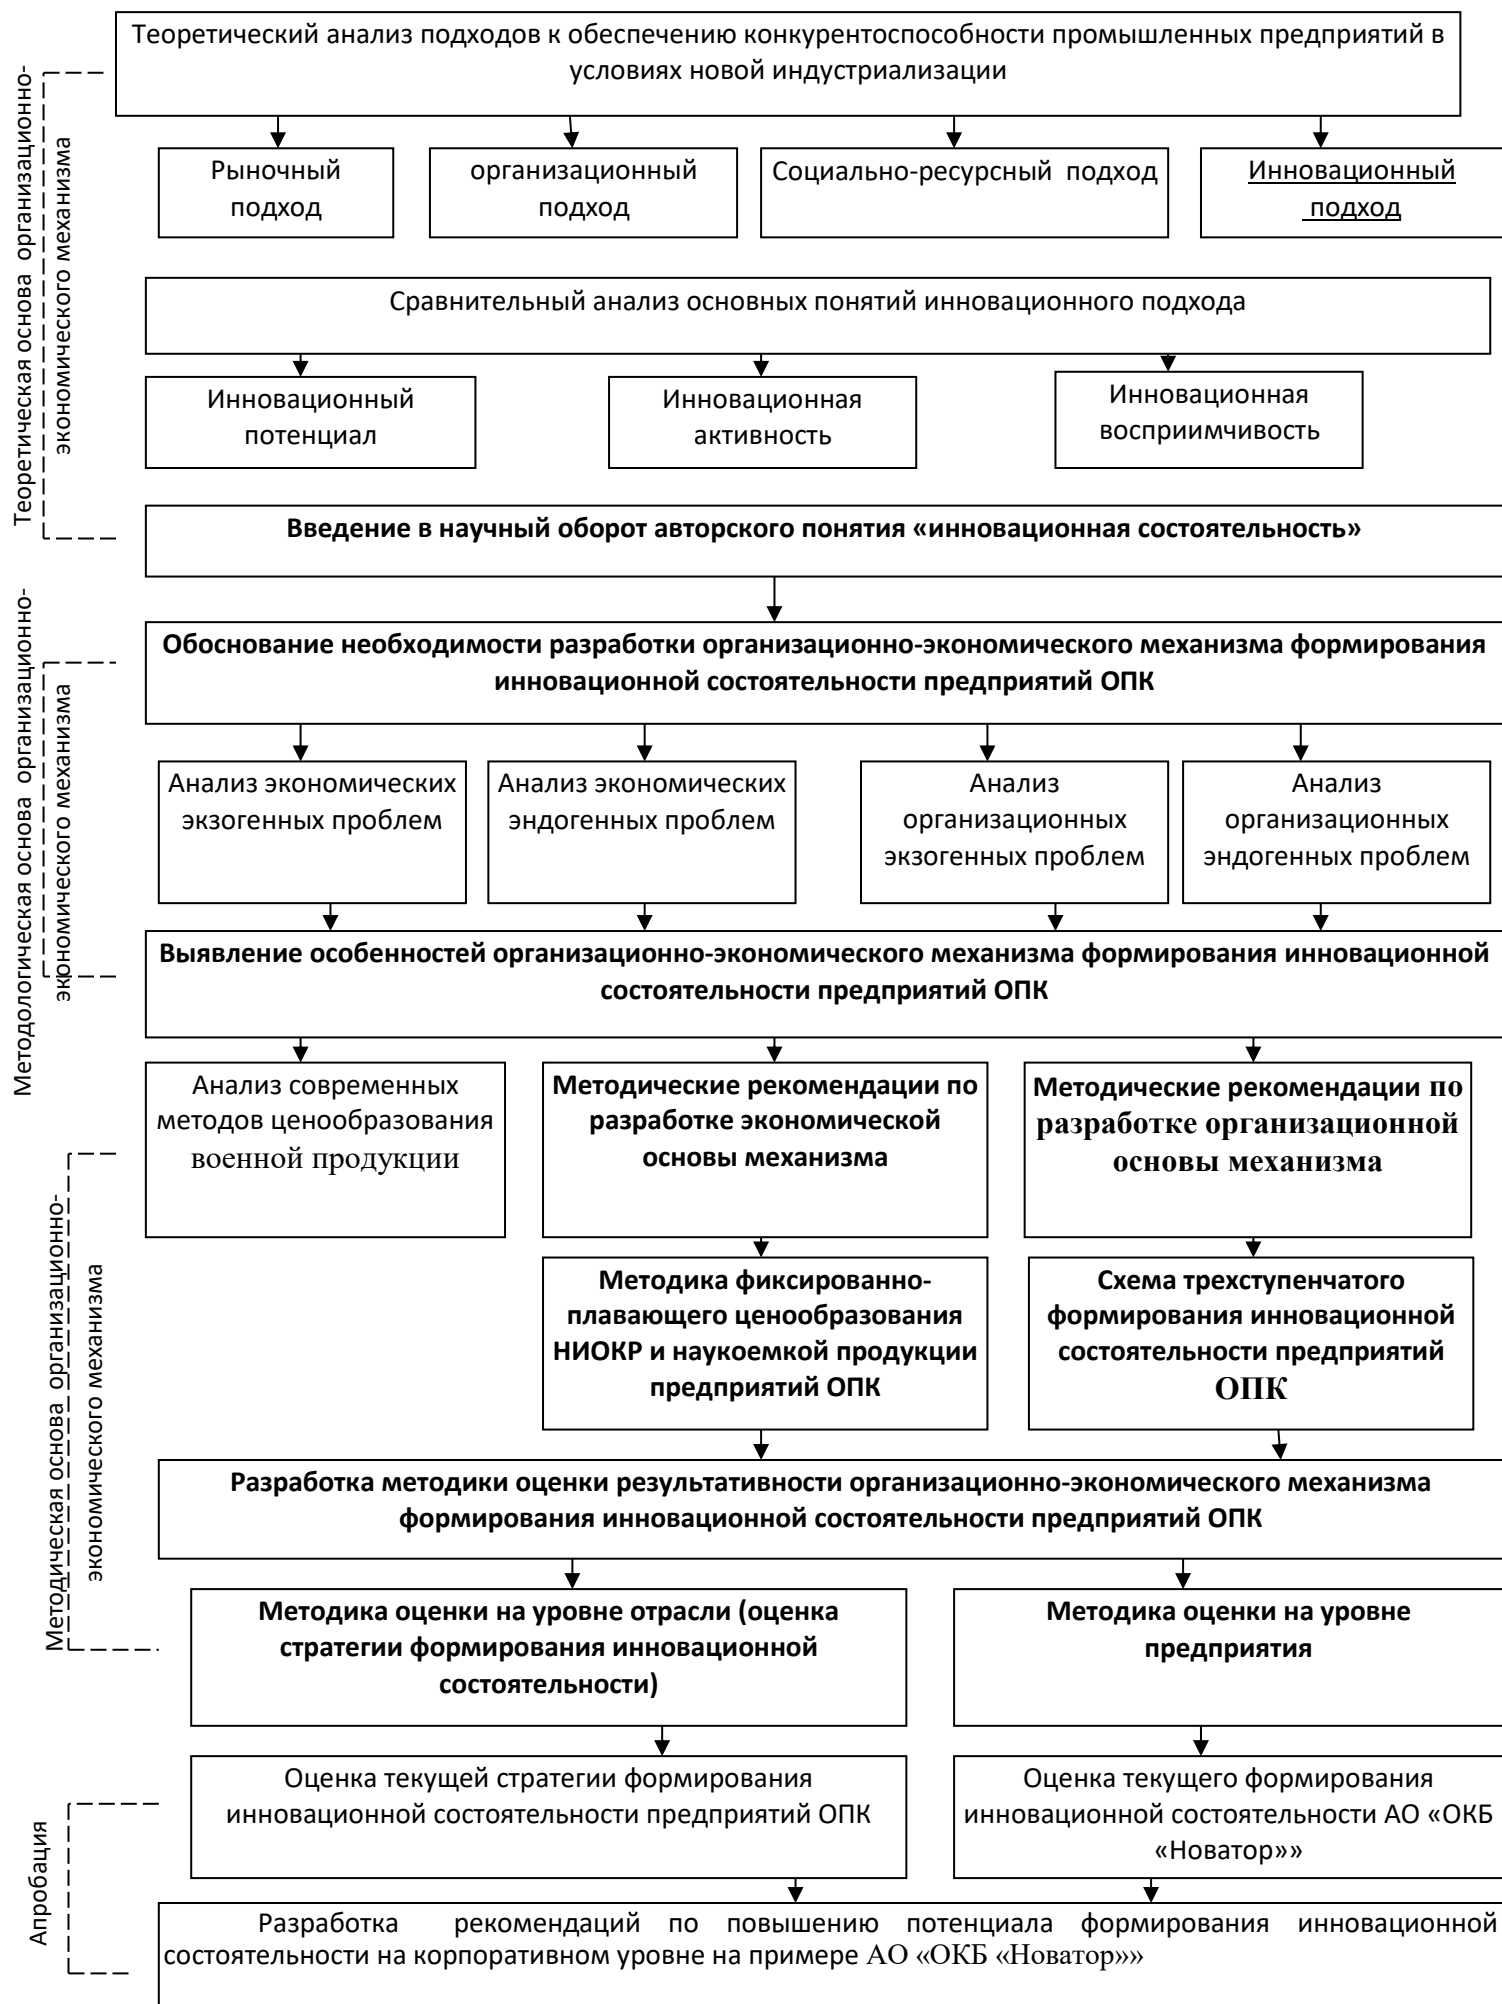 Теоретический анализ подходов к обеспечению конкурентоспособности промышленных предприятий в
условиях новой индустриализации
Теоретическая основа организационно-
экономического механизма
Рыночный
подход
организационный
подход
Социально-ресурсный подход
Инновационный
подход
Сравнительный анализ основных понятий инновационного подхода
Инновационный
потенциал
Инновационная
активность
Инновационная
восприимчивость
Введение в научный оборот авторского понятия «инновационная состоятельность»
Методологическая основа организационно-
экономического механизма
Обоснование необходимости разработки организационно-экономического механизма формирования
инновационной состоятельности предприятий ОПК
Анализ экономических
экзогенных проблем
Анализ экономических
эндогенных проблем
Анализ
организационных
экзогенных проблем
Анализ
организационных
эндогенных проблем
Выявление особенностей организационно-экономического механизма формирования инновационной
состоятельности предприятий ОПК
Методическая основа организационно-
экономического механизма
Анализ современных
методов ценообразования
военной продукции
Методические рекомендации по
разработке экономической
основы механизма
Методические рекомендации по
разработке организационной
основы механизма
Методика фиксированно-
плавающего ценообразования
НИОКР и наукоемкой продукции
предприятий ОПК
Схема трехступенчатого
формирования инновационной
состоятельности предприятий
ОПК
Разработка методики оценки результативности организационно-экономического механизма
формирования инновационной состоятельности предприятий ОПК
Методика оценки на уровне отрасли (оценка
стратегии формирования инновационной
состоятельности)
Методика оценки на уровне
предприятия
Апробация
Оценка текущей стратегии формирования
инновационной состоятельности предприятий ОПК
Оценка текущего формирования
инновационной состоятельности АО «ОКБ
«Новатор»»
Разработка рекомендаций по повышению потенциала формирования инновационной
состоятельности на корпоративном уровне на примере АО «ОКБ «Новатор»»